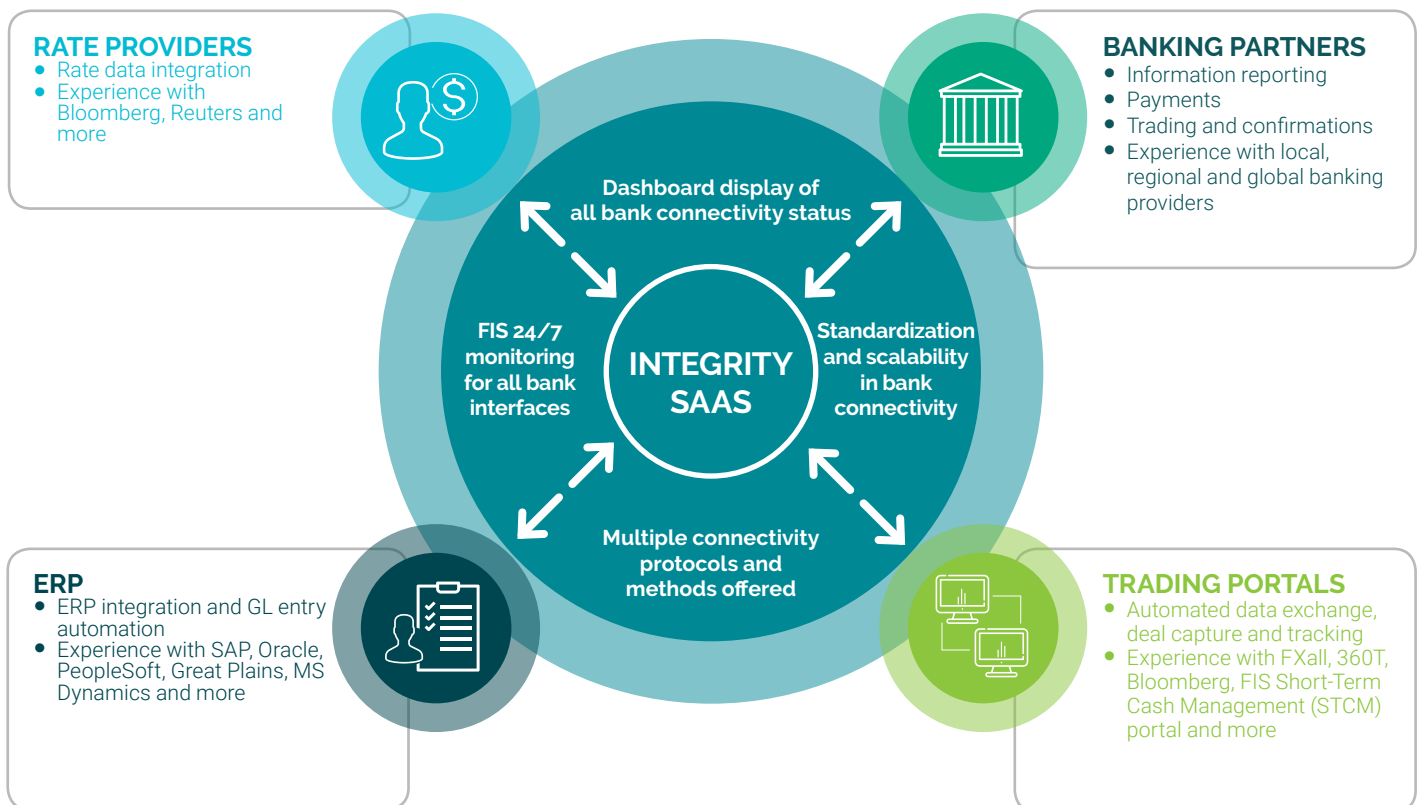 RATE PROVIDERS
• Rate data integration
• Experience with
Bloomberg, Reuters and
more
BANKING PARTNERS
• Information reporting
• Payments
• Trading and confirmations
• Experience with local,
regional and global banking
providers
$
Dashboard display of
all bank connectivity status
FIS 24/7
monitoring
for all bank
interfaces
INTEGRITY
SAAS
Standardization
and scalability
in bank
connectivity
Multiple connectivity
protocols and
methods offered
ERP
• ERP integration and GL entry
automation
• Experience with SAP, Oracle,
PeopleSoft, Great Plains, MS
Dynamics and more
TRADING PORTALS
• Automated data exchange,
deal capture and tracking
• Experience with FXall, 360T,
Bloomberg, FIS Short-Term
Cash Management (STCM)
portal and more